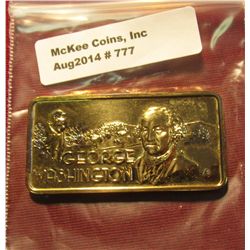 McKee Coins, Inc
Aug2014 # 777
GEORGE
WASHINGTON